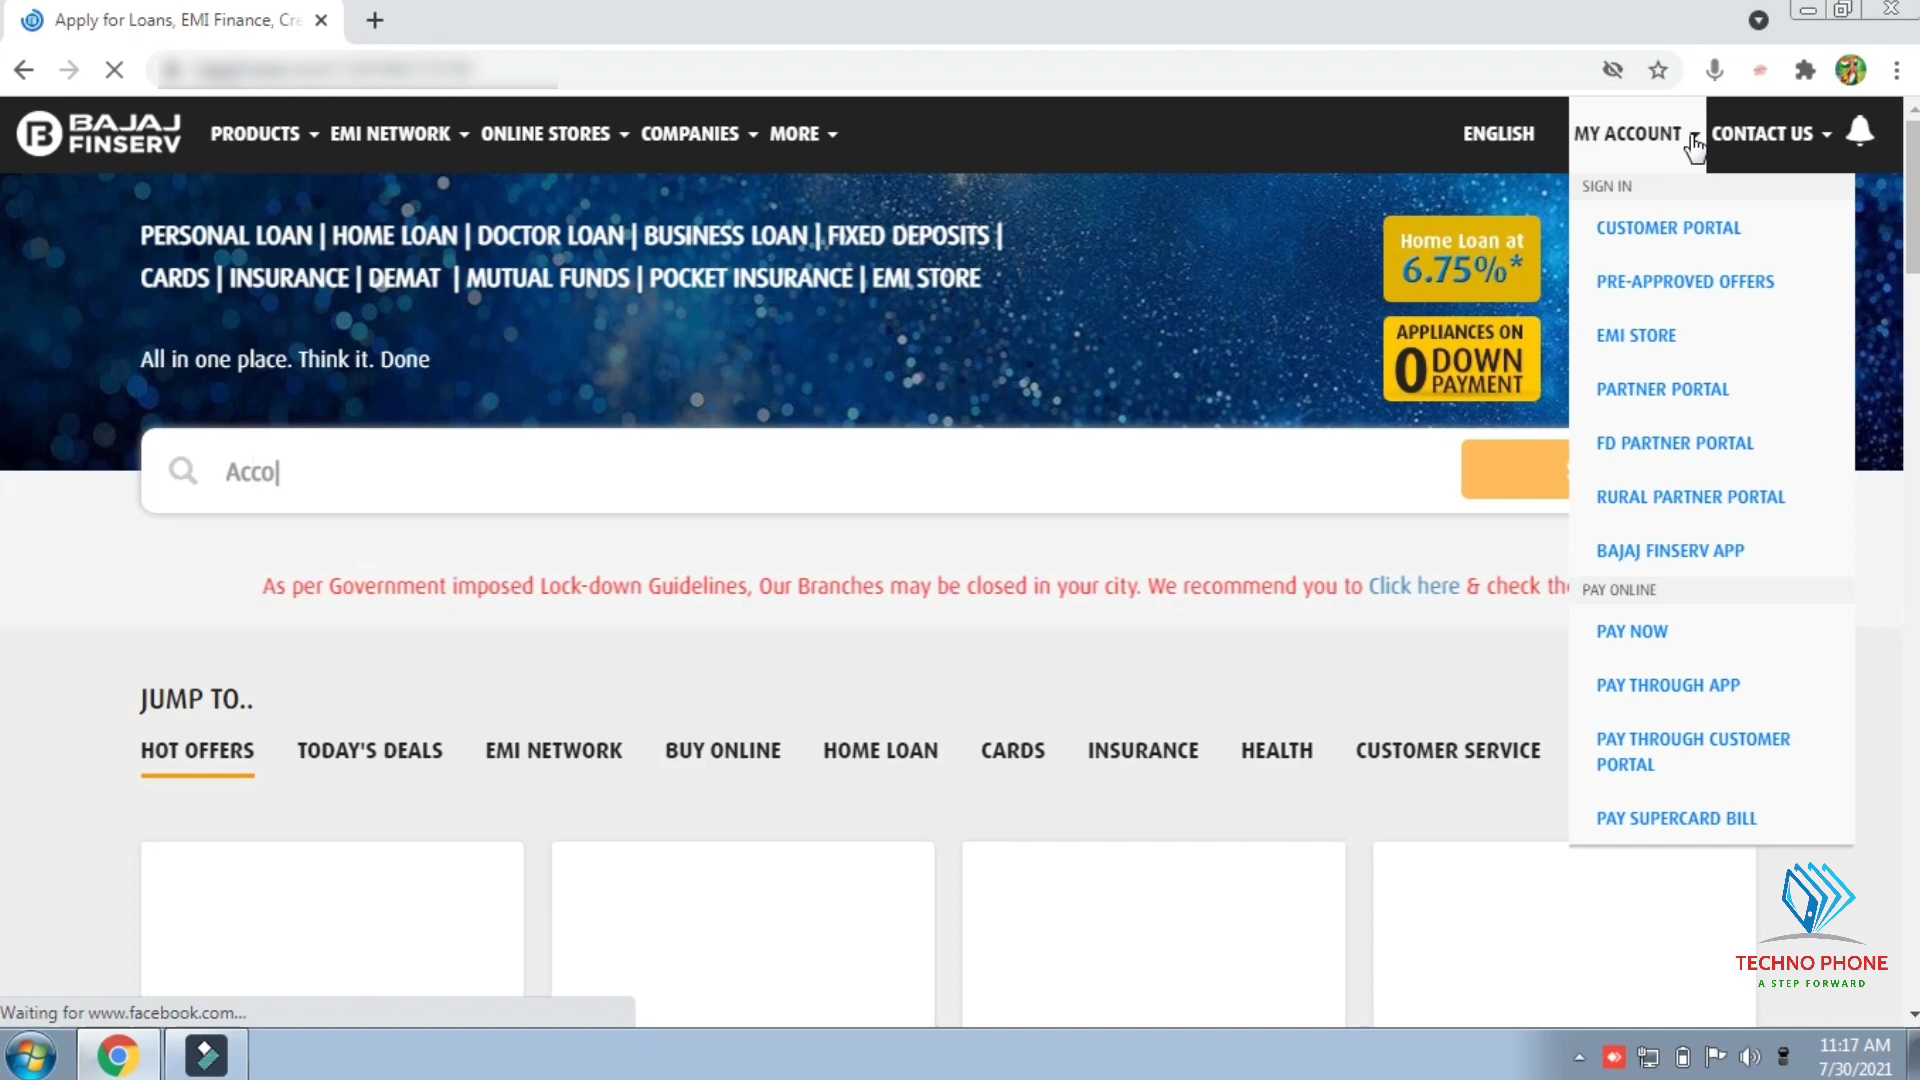 Apply for Loans, EMI Finance, Cre
BAJAJ
FINSERV
PRODUCTS
EMI NETWORK
ONLINE STORES
COMPANIES
MORE
ENGLISH
MY ACCOUNT
CONTACT US
PERSONAL LOAN | HOME LOAN | DOCTOR LOAN | BUSINESS LOAN | FIXED DEPOSITS |
CARDS | INSURANCE | DEMAT | MUTUAL FUNDS | POCKET INSURANCE | EMI STORE
All in one place. Think it. Done
Home Loan at
6.75%*
APPLIANCES ON
0 DOWN
PAYMENT
Acco
SIGN IN
CUSTOMER PORTAL
PRE-APPROVED OFFERS
EMI STORE
PARTNER PORTAL
FD PARTNER PORTAL
RURAL PARTNER PORTAL
BAJAJ FINSERV APP
PAY ONLINE
PAY NOW
PAY THROUGH APP
PAY THROUGH CUSTOMER
PORTAL
PAY SUPERCARD BILL
As per Government imposed Lock-down Guidelines, Our Branches may be closed in your city. We recommend you to Click here & check
JUMP TO..
HOT OFFERS
TODAY'S DEALS
EMI NETWORK
BUY ONLINE
HOME LOAN
CARDS
INSURANCE
HEALTH
CUSTOMER SERVICE
TECHNO PHONE
A STEP FORWARD
Waiting for www.facebook.com...
11:17 AM
7/30/2021